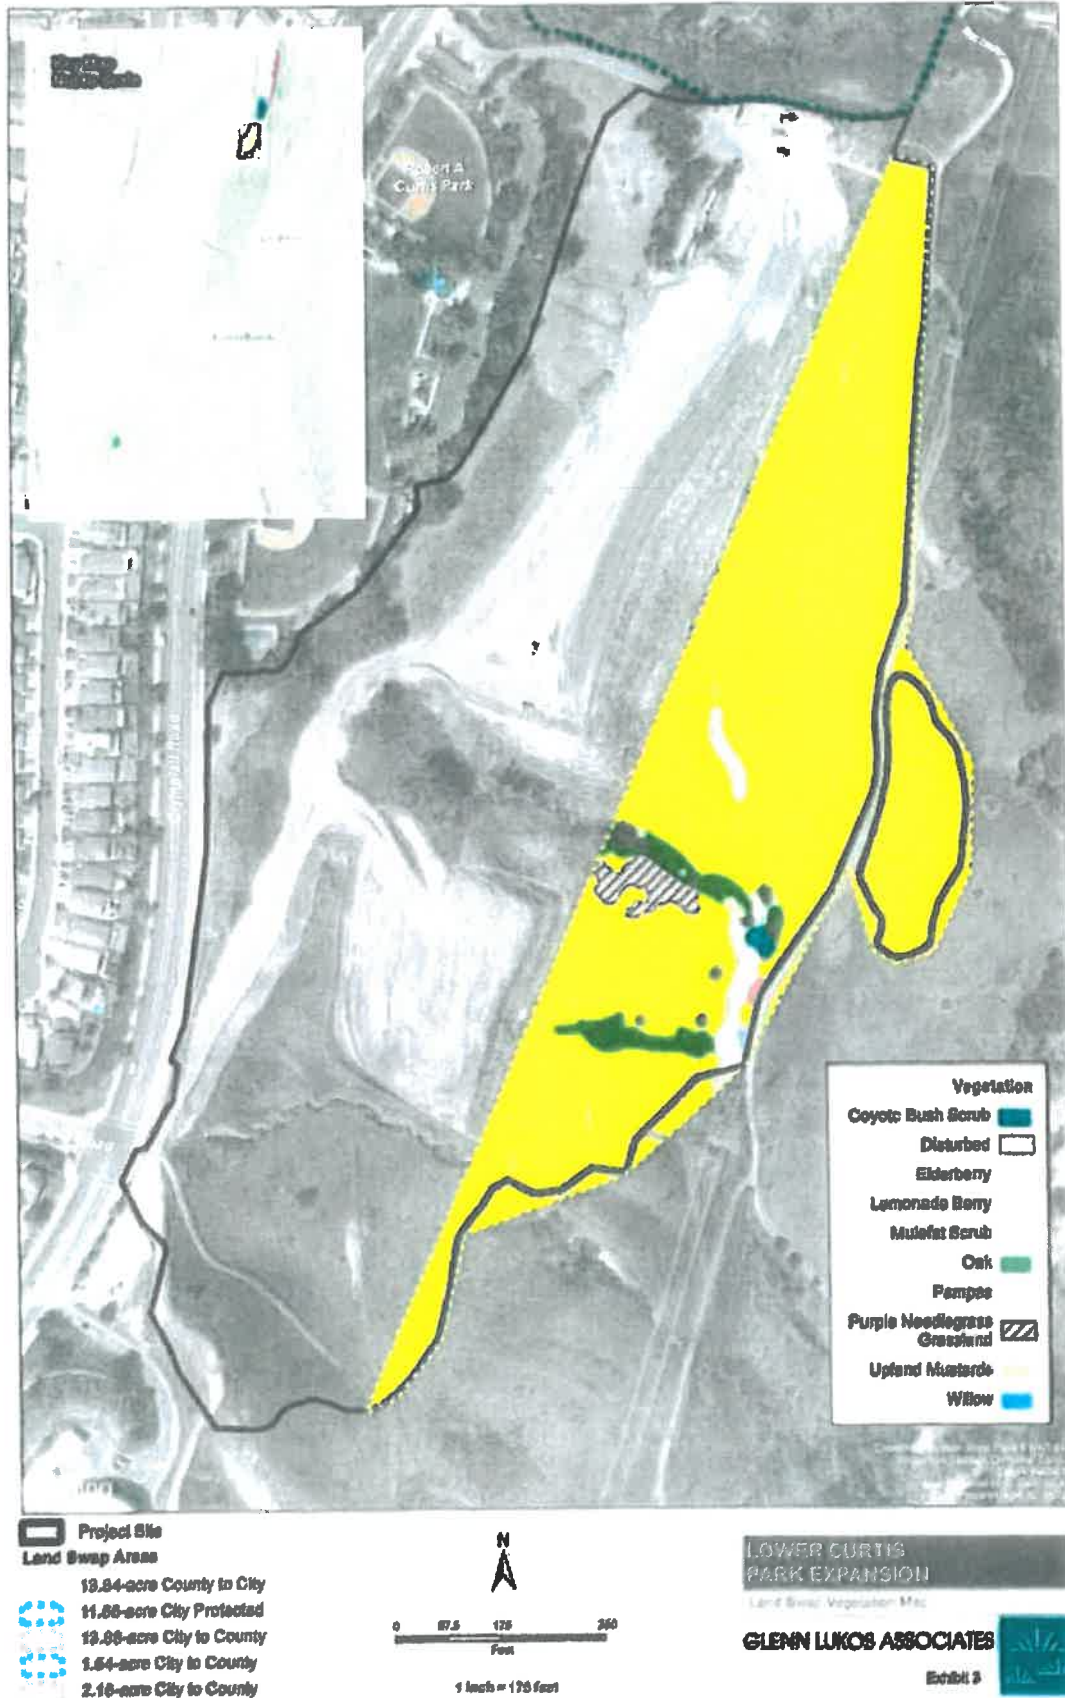 Robert A
Curtis Park
Vegetation
Coyote Bush Scrub
Disturbed
Elderberry
Lemonade Berry
Mulefat Scrub
Oak
Pampas
Purple Needlegrass
Grassland
Upland Mustards
Willow
Project Site
Land Swap Areas
13.84-acre County to City
11.66-acre City Protected
13.98-acre City to County
1.64-acre City to County
2.16-acre City to County
N
0 87.5 175 350
Feet
1 inch = 175 feet
LOWER CURTIS
PARK EXPANSION
Land Swap Vegetation Map
GLENN LUKOS ASSOCIATES
Exhibit 3